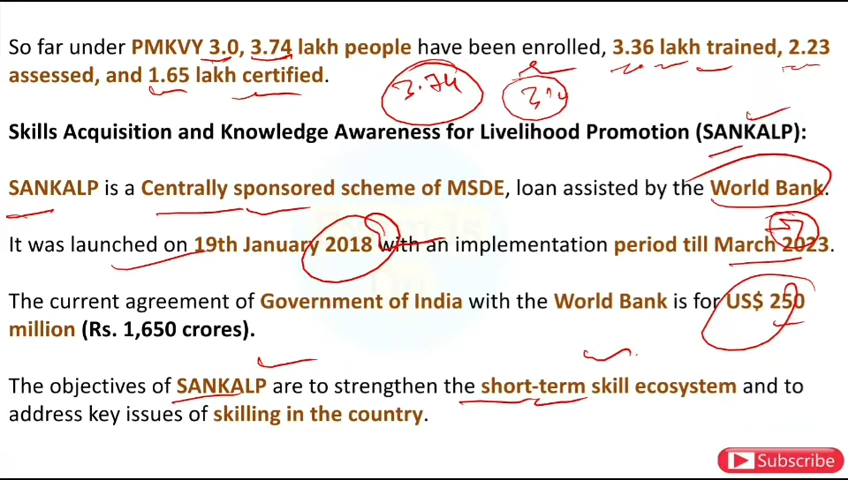 So far under PMKVY 3.0, 3.74 lakh people have been enrolled, 3.36 lakh trained, 2.23
assessed, and 1.65 lakh certified.
3.74
Skills Acquisition and Knowledge Awareness for Livelihood Promotion (SANKALP):
SANKALP is a Centrally sponsored scheme of MSDE, loan assisted by the World Bank.
It was launched on 19th January 2018 with an implementation period till March 2023.
The current agreement of Government of India with the World Bank is for US$ 250
million (Rs. 1,650 crores).
The objectives of SANKALP are to strengthen the short-term skill ecosystem and to
address key issues of skilling in the country.
Subscribe